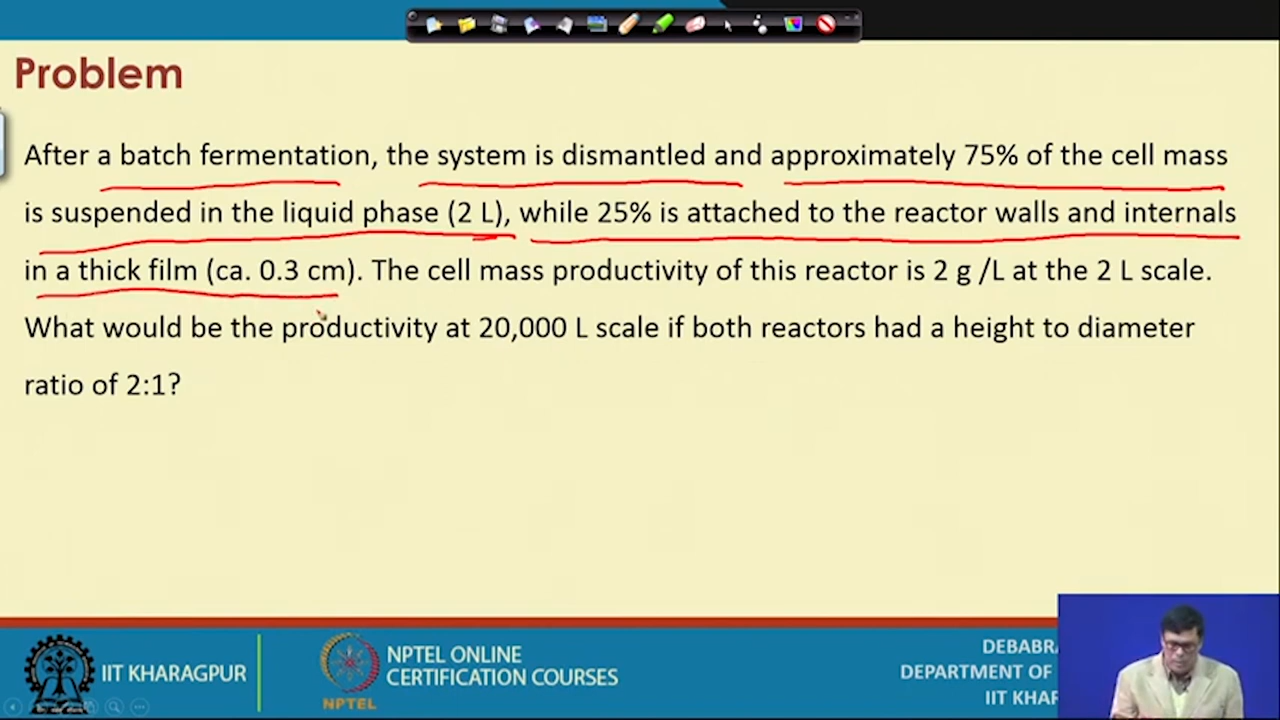 Problem
After a batch fermentation, the system is dismantled and approximately 75% of the cell mass
is suspended in the liquid phase (2 L), while 25% is attached to the reactor walls and internals
in a thick film (ca. 0.3 cm). The cell mass productivity of this reactor is 2 g /L at the 2 L scale.
What would be the productivity at 20,000 L scale if both reactors had a height to diameter
ratio of 2:1?
IIT KHARAGPUR
NPTEL
NPTEL ONLINE
CERTIFICATION COURSES
DEBABRA
DEPARTMENT OF
IIT KHAR